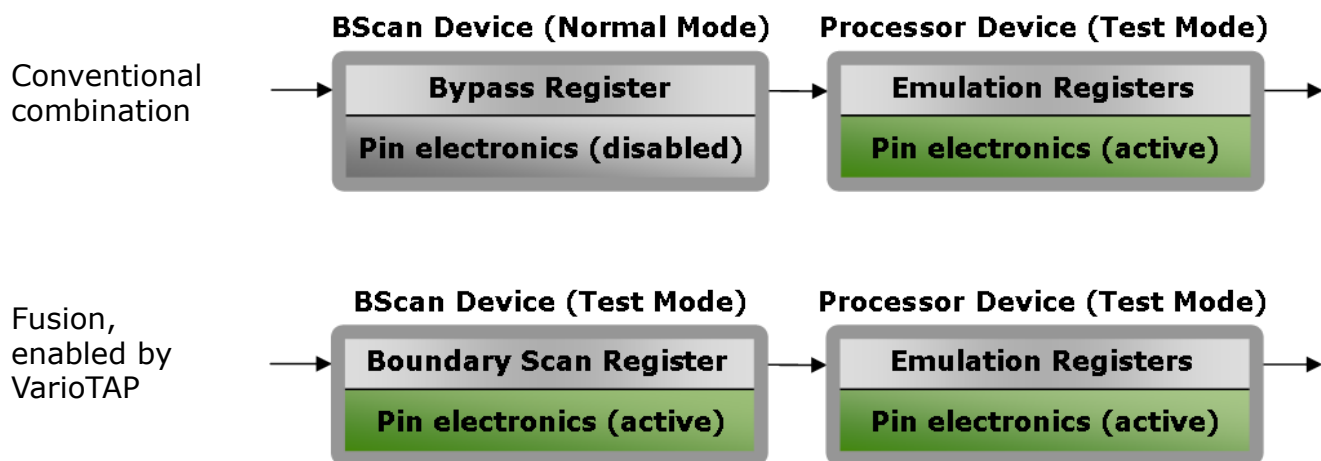 BScan Device (Normal Mode)
Processor Device (Test Mode)
Conventional
combination
Bypass Register
Emulation Registers
Pin electronics (disabled)
Pin electronics (active)
BScan Device (Test Mode)
Processor Device (Test Mode)
Fusion,
enabled by
VarioTAP
Boundary Scan Register
Emulation Registers
Pin electronics (active)
Pin electronics (active)